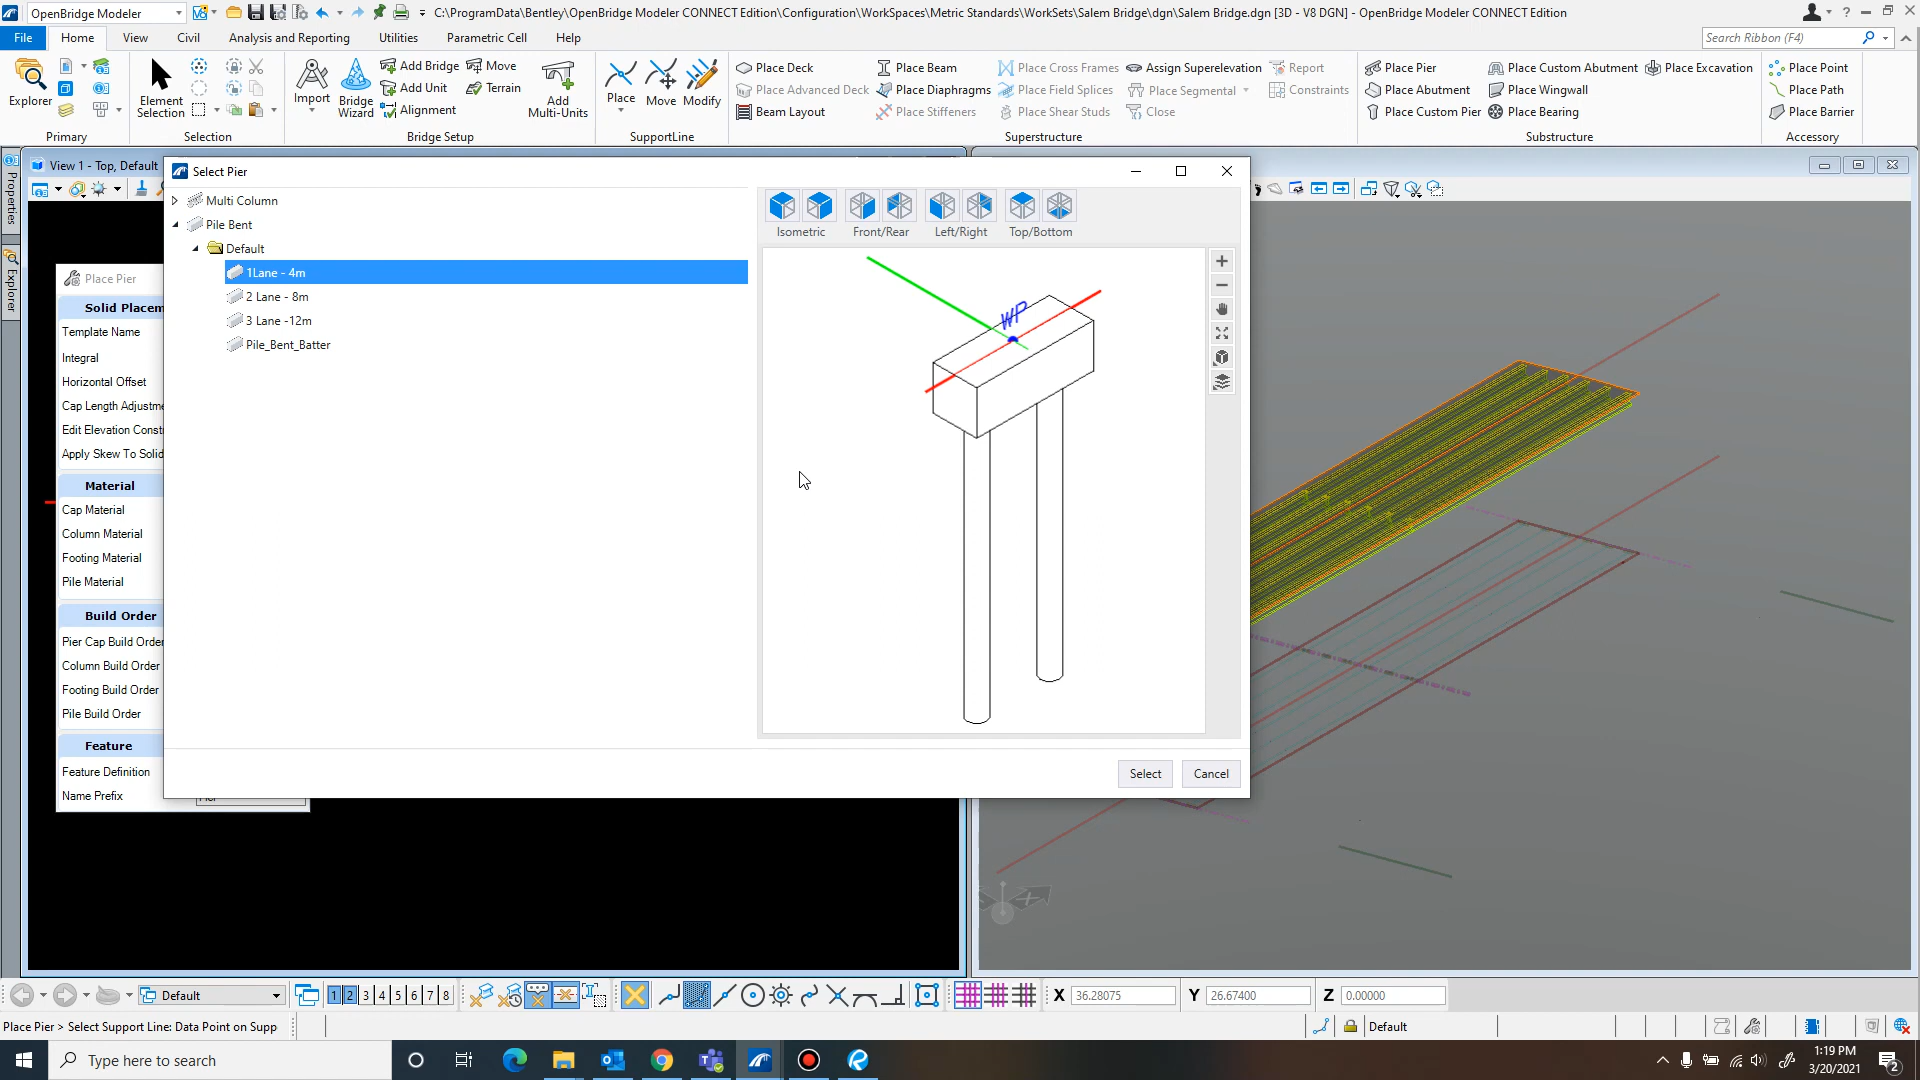 OpenBridge Modeler
C:\ProgramData\Bentley\OpenBridge Modeler CONNECT Edition\Configuration\WorkSpaces\Metric Standards\WorkSets\Salem Bridge\dgn\Salem Bridge.dgn [3D - V8 DGN] - OpenBridge Modeler CONNECT Edition
File Home View Civil Analysis and Reporting Utilities Parametric Cell Help
Search Ribbon (F4)
Explorer
Primary
Element Selection
Selection
Import
Bridge Wizard
Add Bridge
Add Unit
Alignment
Move
Terrain
Add Multi-Units
Bridge Setup
Place
Move
Modify
SupportLine
Place Deck
Place Advanced Deck
Beam Layout
Place Beam
Place Diaphragms
Place Stiffeners
Place Cross Frames
Place Field Splices
Place Shear Studs
Assign Superelevation
Place Segmental
Close
Report
Constraints
Superstructure
Place Pier
Place Abutment
Place Custom Pier
Place Custom Abutment
Place Wingwall
Place Bearing
Place Excavation
Substructure
Place Point
Place Path
Place Barrier
Accessory
Properties
Explorer
View 1 - Top, Default
Place Pier
Solid Placem
Template Name
Integral
Horizontal Offset
Cap Length Adjustme
Edit Elevation Const
Apply Skew To Solid
Material
Cap Material
Column Material
Footing Material
Pile Material
Build Order
Pier Cap Build Order
Column Build Order
Footing Build Order
Pile Build Order
Feature
Feature Definition
Name Prefix
Select Pier
Multi Column
Pile Bent
Default
1Lane - 4m
2 Lane - 8m
3 Lane -12m
Pile_Bent_Batter
Isometric
Front/Rear
Left/Right
Top/Bottom
WP
Select
Cancel
Default
1 2 3 4 5 6 7 8
X 36.28075
Y 26.67400
Z 0.00000
Place Pier > Select Support Line: Data Point on Supp
Default
Type here to search
1:19 PM
3/20/2021
2